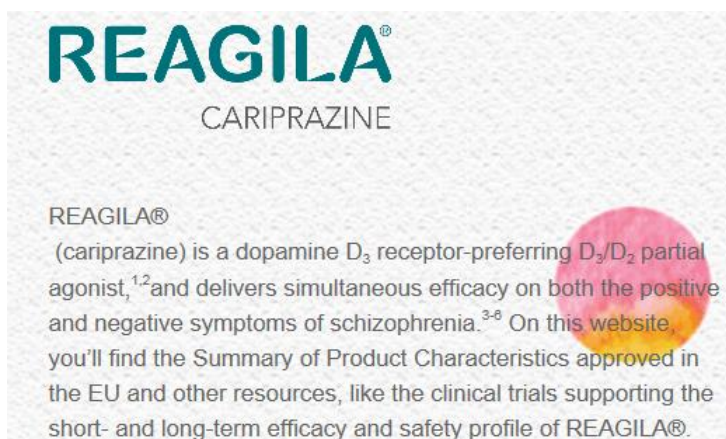 REAGILA®
CARIPRAZINE
REAGILA®
(cariprazine) is a dopamine D₃ receptor-preferring D₃/D₂ partial
agonist,¹·²and delivers simultaneous efficacy on both the positive
and negative symptoms of schizophrenia.³⁻⁶ On this website,
you’ll find the Summary of Product Characteristics approved in
the EU and other resources, like the clinical trials supporting the
short- and long-term efficacy and safety profile of REAGILA®.